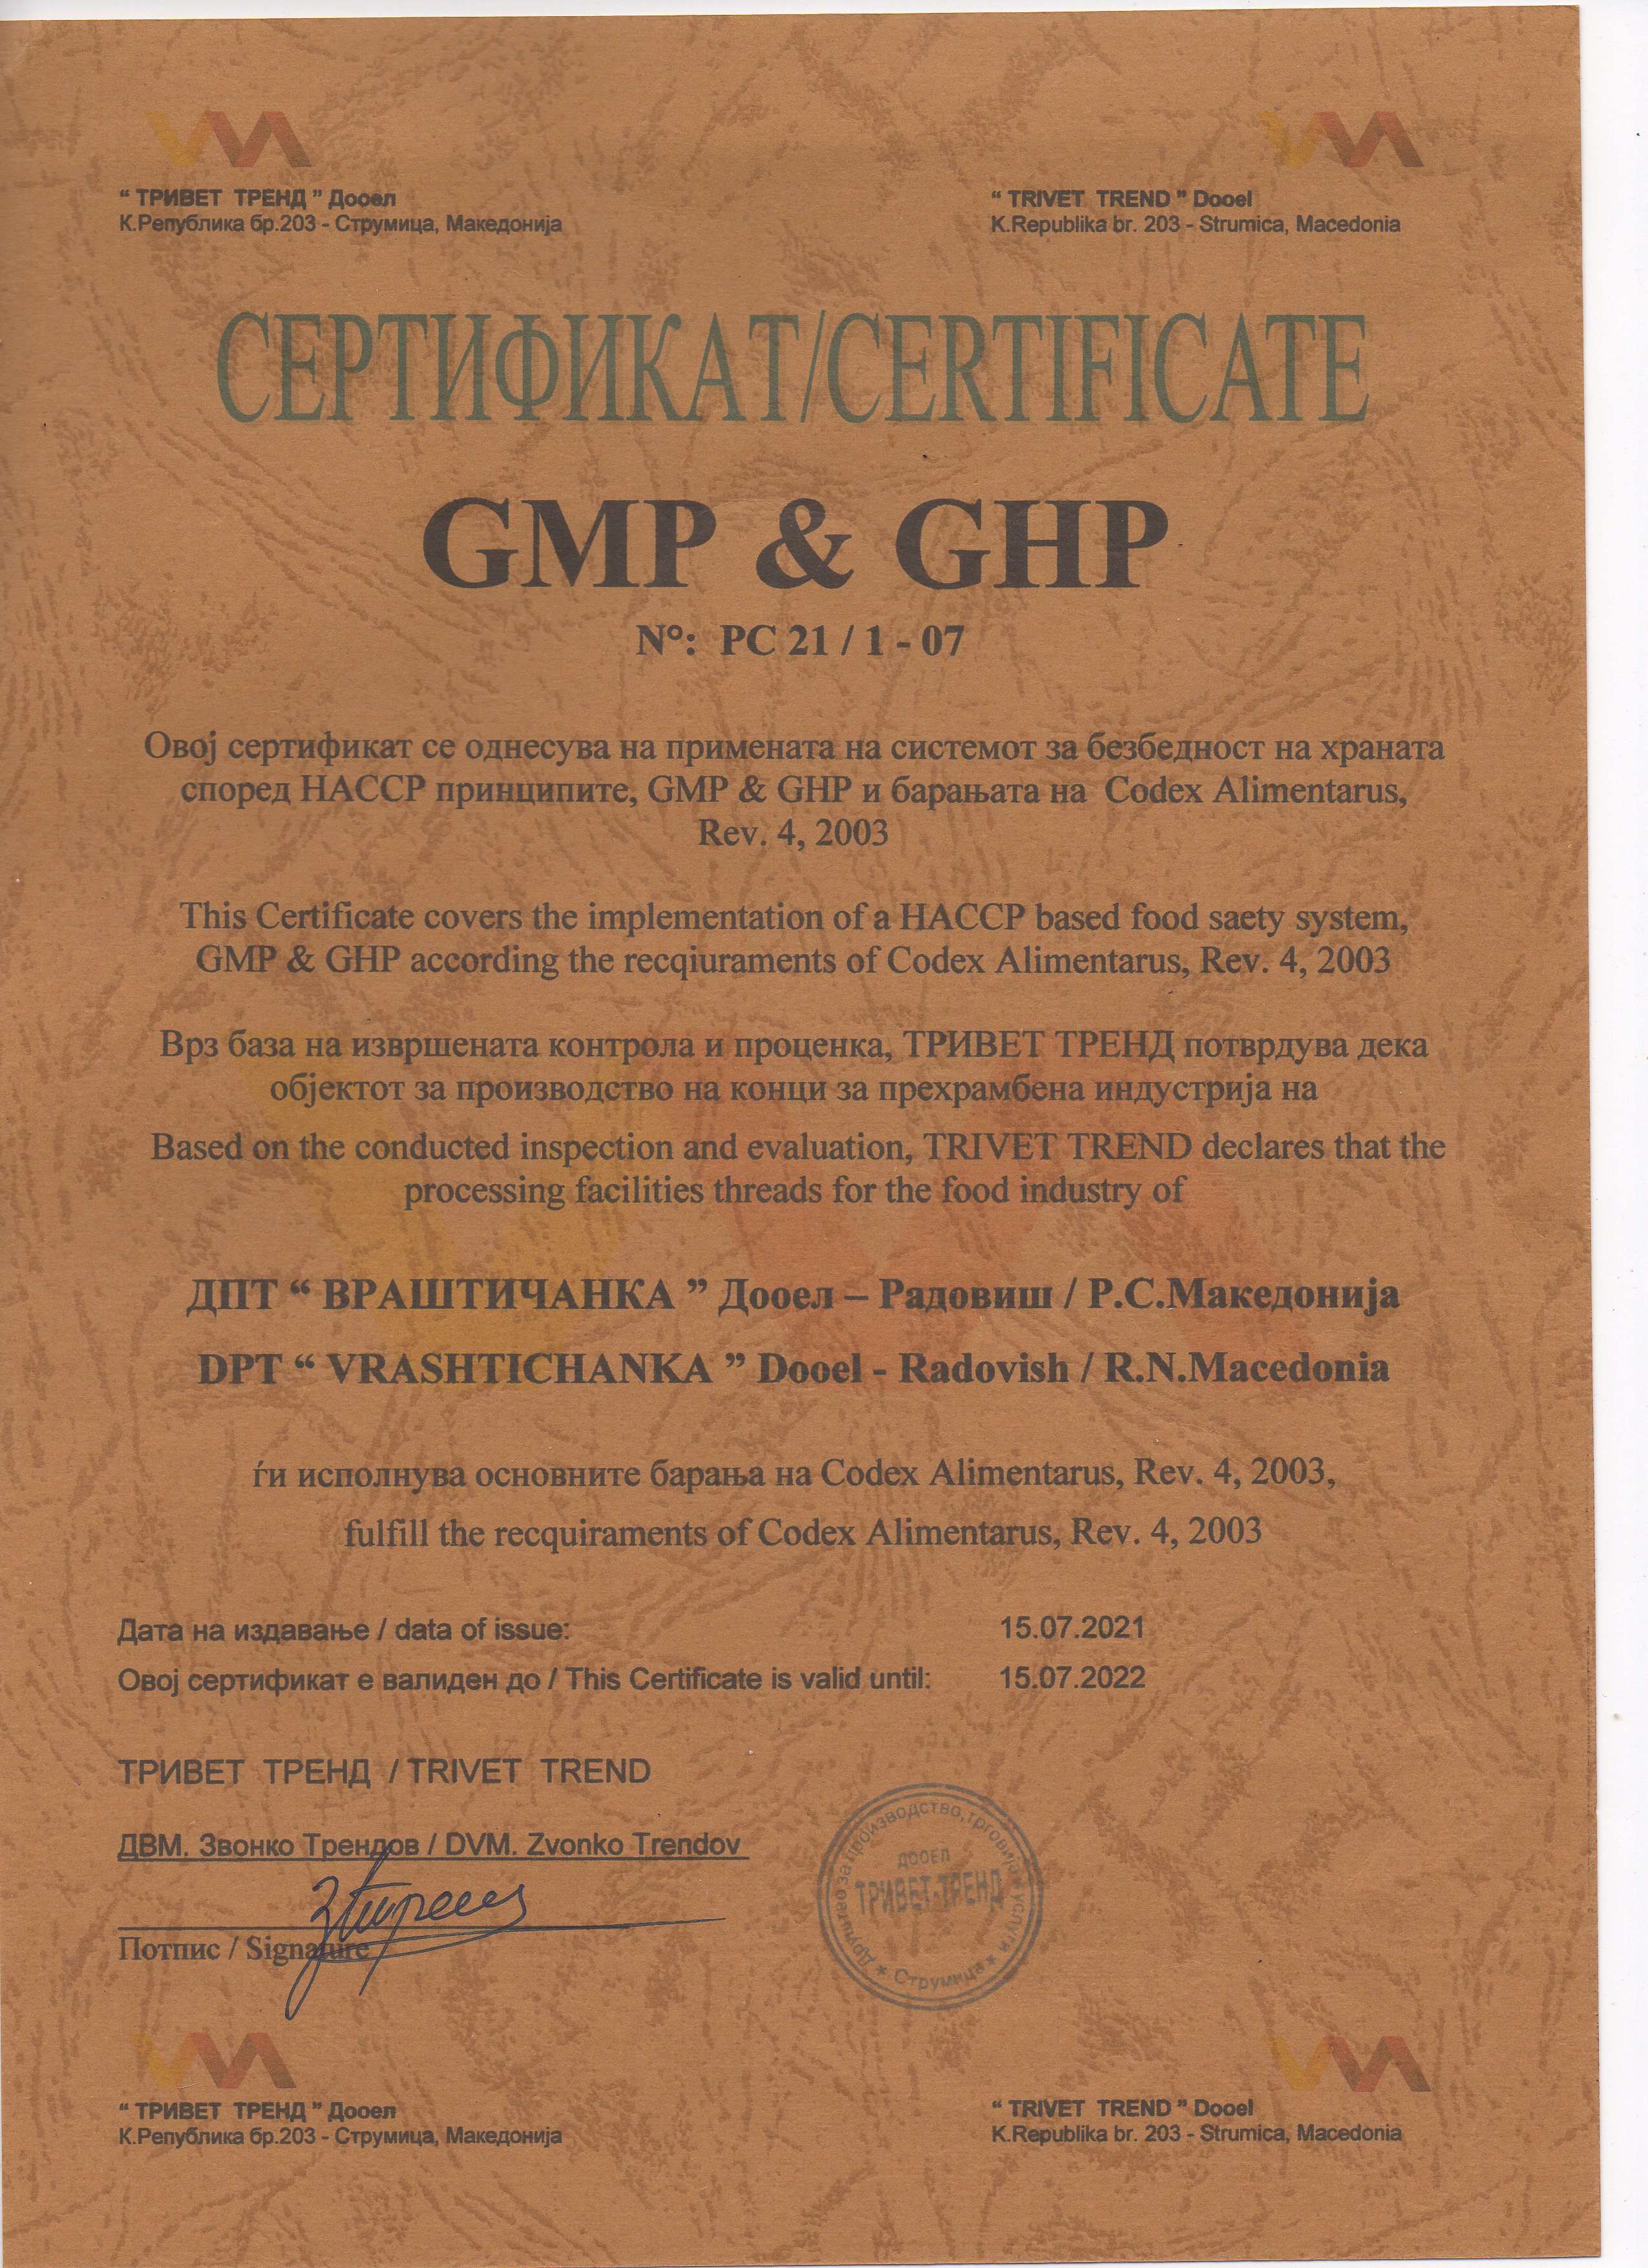 “ ТРИВЕТ ТРЕНД ” Дооел
К.Република бр.203 - Струмица, Македонија
“ TRIVET TREND ” Dooel
K.Republika br. 203 - Strumica, Macedonia
СЕРТИФИКАТ/CERTIFICATE
GMP & GHP
N°: PC 21 / 1 - 07
Овој сертификат се однесува на примената на системот за безбедност на храната
според НАССР принципите, GMP & GHP и барањата на Codex Alimentarus,
Rev. 4, 2003
This Certificate covers the implementation of a HACCP based food saety system,
GMP & GHP according the recqiuraments of Codex Alimentarus, Rev. 4, 2003
Врз база на извршената контрола и проценка, ТРИВЕТ ТРЕНД потврдува дека
објектот за производство на конци за прехрамбена индустрија на
Based on the conducted inspection and evaluation, TRIVET TREND declares that the
processing facilities threads for the food industry of
ДПТ “ ВРАШТИЧАНКА ” Дооел – Радовиш / Р.С.Македонија
DPT “ VRASHTICHANKA ” Dooel - Radovish / R.N.Macedonia
ѓи исполнува основните барања на Codex Alimentarus, Rev. 4, 2003,
fulfill the recquiraments of Codex Alimentarus, Rev. 4, 2003
Дата на издавање / data of issue: 15.07.2021
Овој сертификат е валиден до / This Certificate is valid until: 15.07.2022
ТРИВЕТ ТРЕНД / TRIVET TREND
ДВМ. Звонко Трендов / DVM. Zvonko Trendov
Потпис / Signature
Друштво за производство,трговија и услуги
ДООЕЛ
ТРИВЕТ-ТРЕНД
* Струмица *
“ ТРИВЕТ ТРЕНД ” Дооел
К.Република бр.203 - Струмица, Македонија
“ TRIVET TREND ” Dooel
K.Republika br. 203 - Strumica, Macedonia